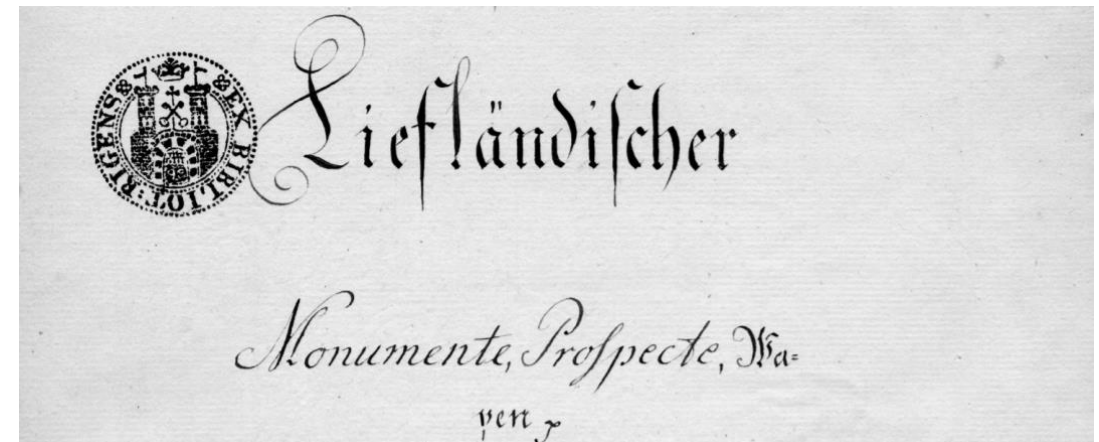 EX BIBLIOT: RIGENS
Liefländischer
Monumente, Prospecte, Wa=
pen